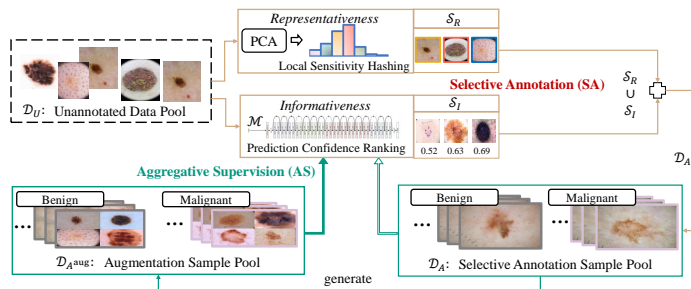 Representativeness
PCA
Local Sensitivity Hashing
S_R
D_U: Unannotated Data Pool
Informativeness
M
Prediction Confidence Ranking
S_I
0.52 0.63 0.69
Selective Annotation (SA)
S_R
∪
S_I
D_A
Aggregative Supervision (AS)
Benign
Malignant
...
...
D_A^aug: Augmentation Sample Pool
generate
Benign
Malignant
...
...
D_A: Selective Annotation Sample Pool